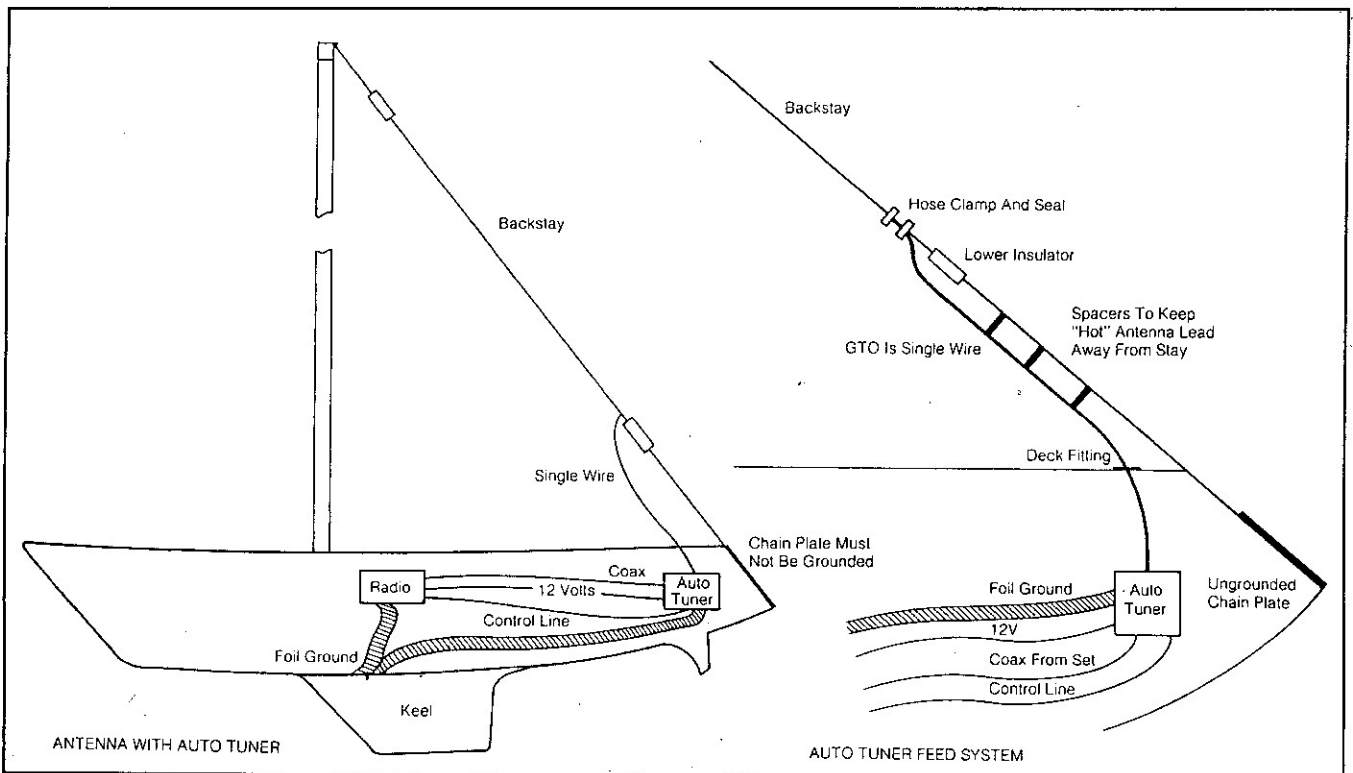 Backstay
Single Wire
Chain Plate Must
Not Be Grounded
Radio
Coax
12 Volts
Control Line
Auto
Tuner
Foil Ground
Keel
ANTENNA WITH AUTO TUNER
Backstay
Hose Clamp And Seal
Lower Insulator
Spacers To Keep
"Hot" Antenna Lead
Away From Stay
GTO Is Single Wire
Deck Fitting
Foil Ground
Auto
Tuner
Ungrounded
Chain Plate
12V
Coax From Set
Control Line
AUTO TUNER FEED SYSTEM